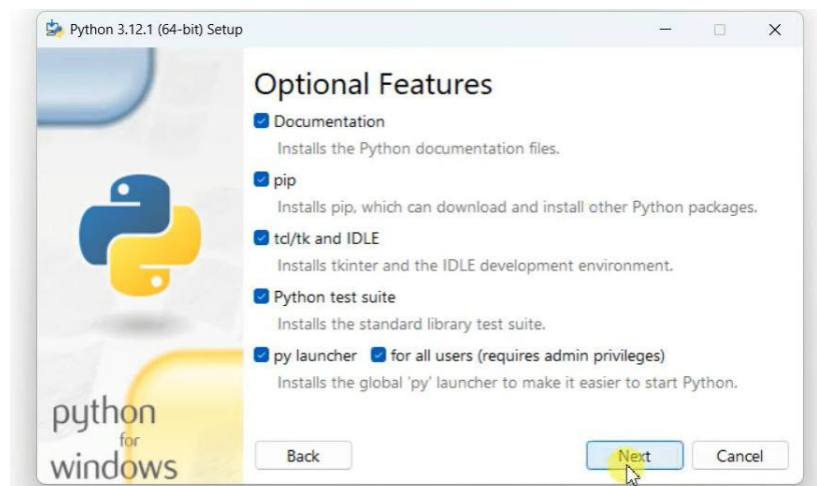 Python 3.12.1 (64-bit) Setup
Optional Features
Documentation
Installs the Python documentation files.
pip
Installs pip, which can download and install other Python packages.
tcl/tk and IDLE
Installs tkinter and the IDLE development environment.
Python test suite
Installs the standard library test suite.
py launcher for all users (requires admin privileges)
Installs the global 'py' launcher to make it easier to start Python.
python
for
windows
Back Next Cancel